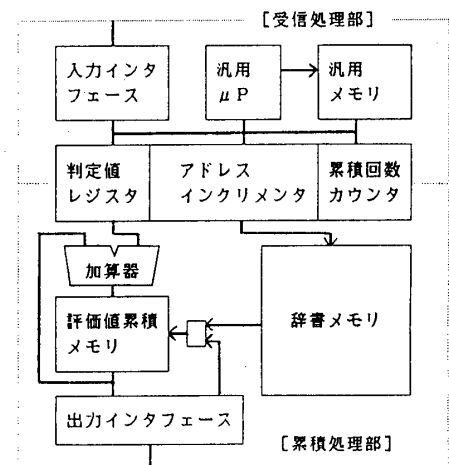 [受信処理部]
入力インタ
フェース
汎用
μP
汎用
メモリ
判定値
レジスタ
アドレス
インクリメンタ
累積回数
カウンタ
加算器
評価値累積
メモリ
辞書メモリ
出力インタフェース
[累積処理部]